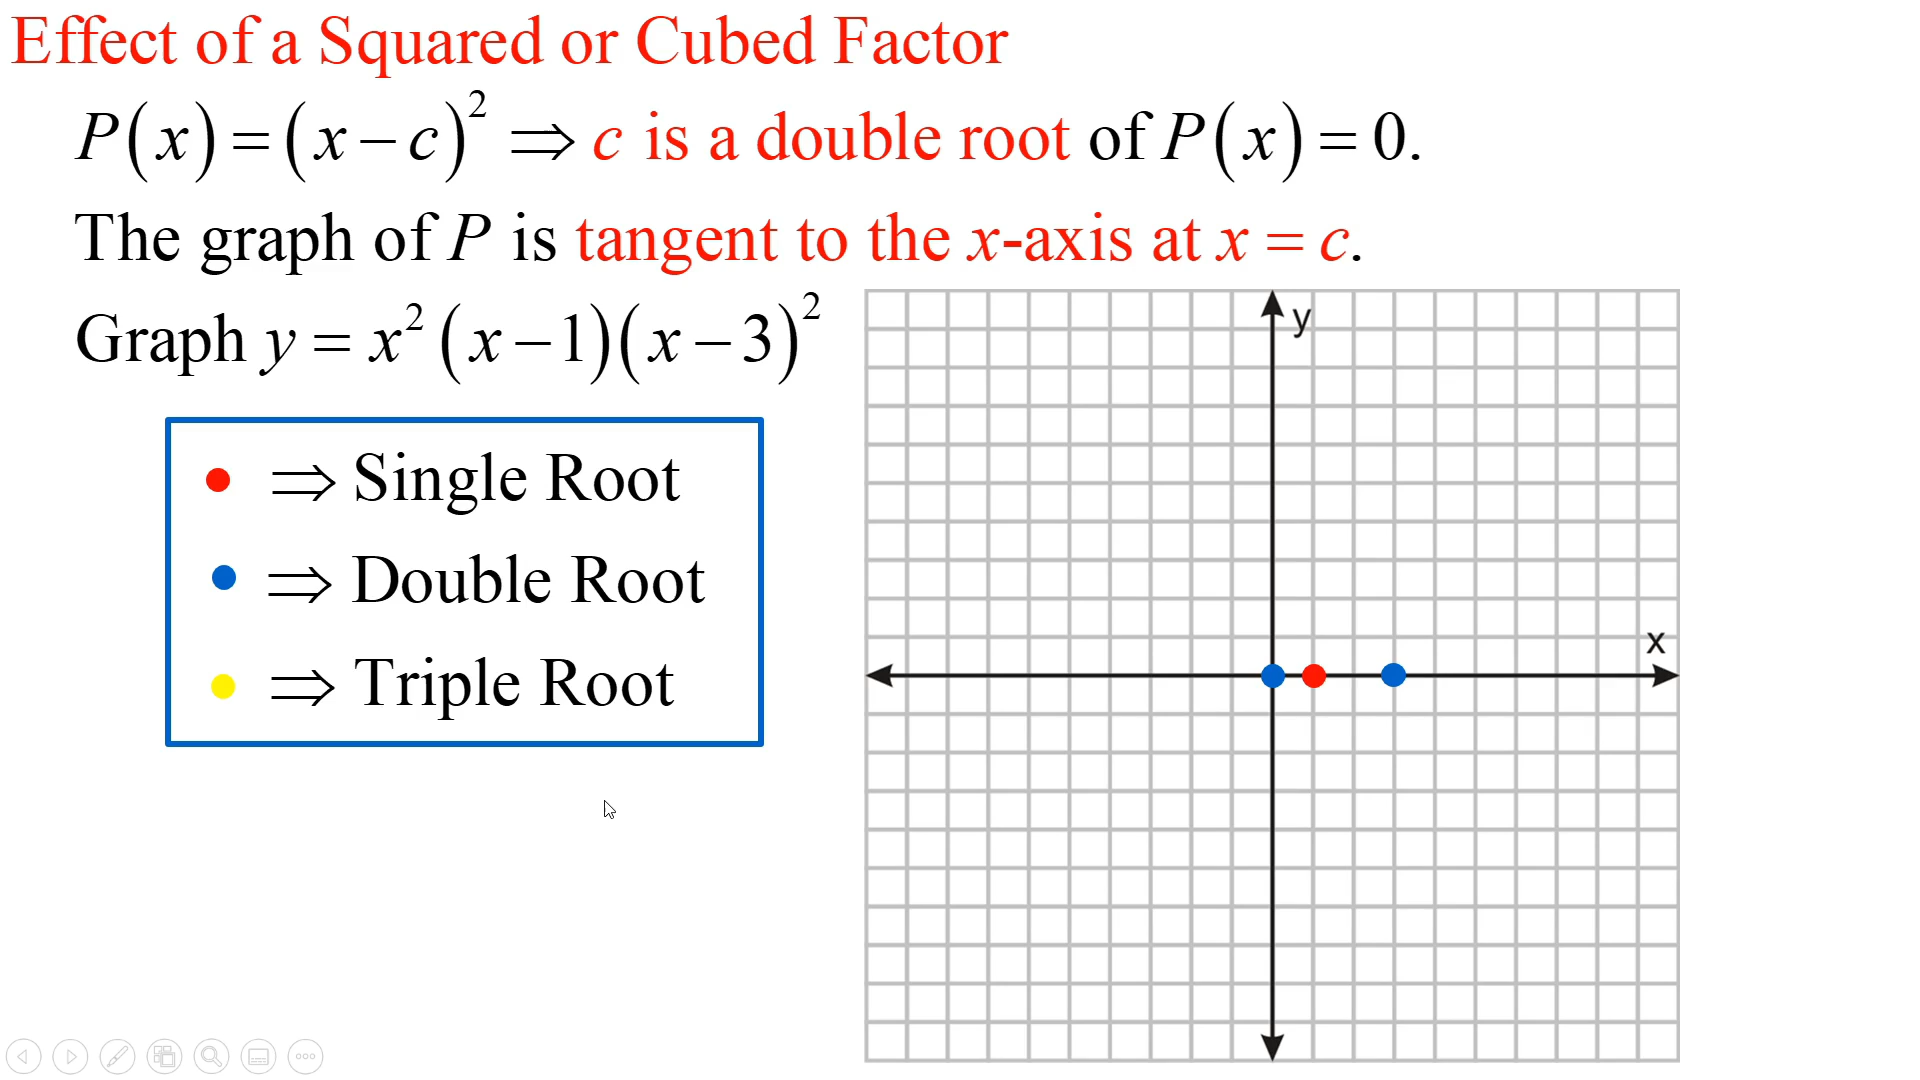 Effect of a Squared or Cubed Factor
P(x) = (x − c)² ⇒ c is a double root of P(x) = 0.
The graph of P is tangent to the x-axis at x = c.
Graph y = x² (x − 1)(x − 3)²
⇒ Single Root
⇒ Double Root
⇒ Triple Root
y
x